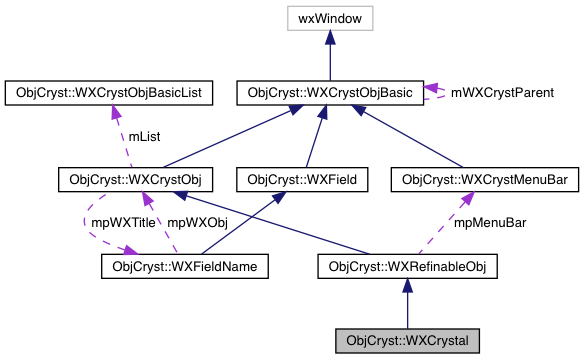 wxWindow
ObjCryst::WXCrystObjBasicList
ObjCryst::WXCrystObjBasic
mWXCrystParent
mList
ObjCryst::WXCrystObj
ObjCryst::WXField
ObjCryst::WXCrystMenuBar
mpWXTitle
mpWXObj
mpMenuBar
ObjCryst::WXFieldName
ObjCryst::WXRefinableObj
ObjCryst::WXCrystal